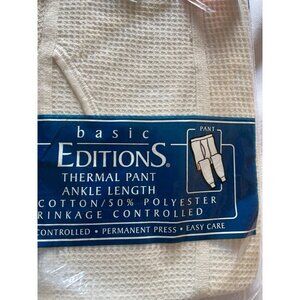 basic
PANT
EDITIONS®
THERMAL PANT
ANKLE LENGTH
COTTON/50% POLYESTER
RINKAGE CONTROLLED
CONTROLLED • PERMANENT PRESS • EASY CARE